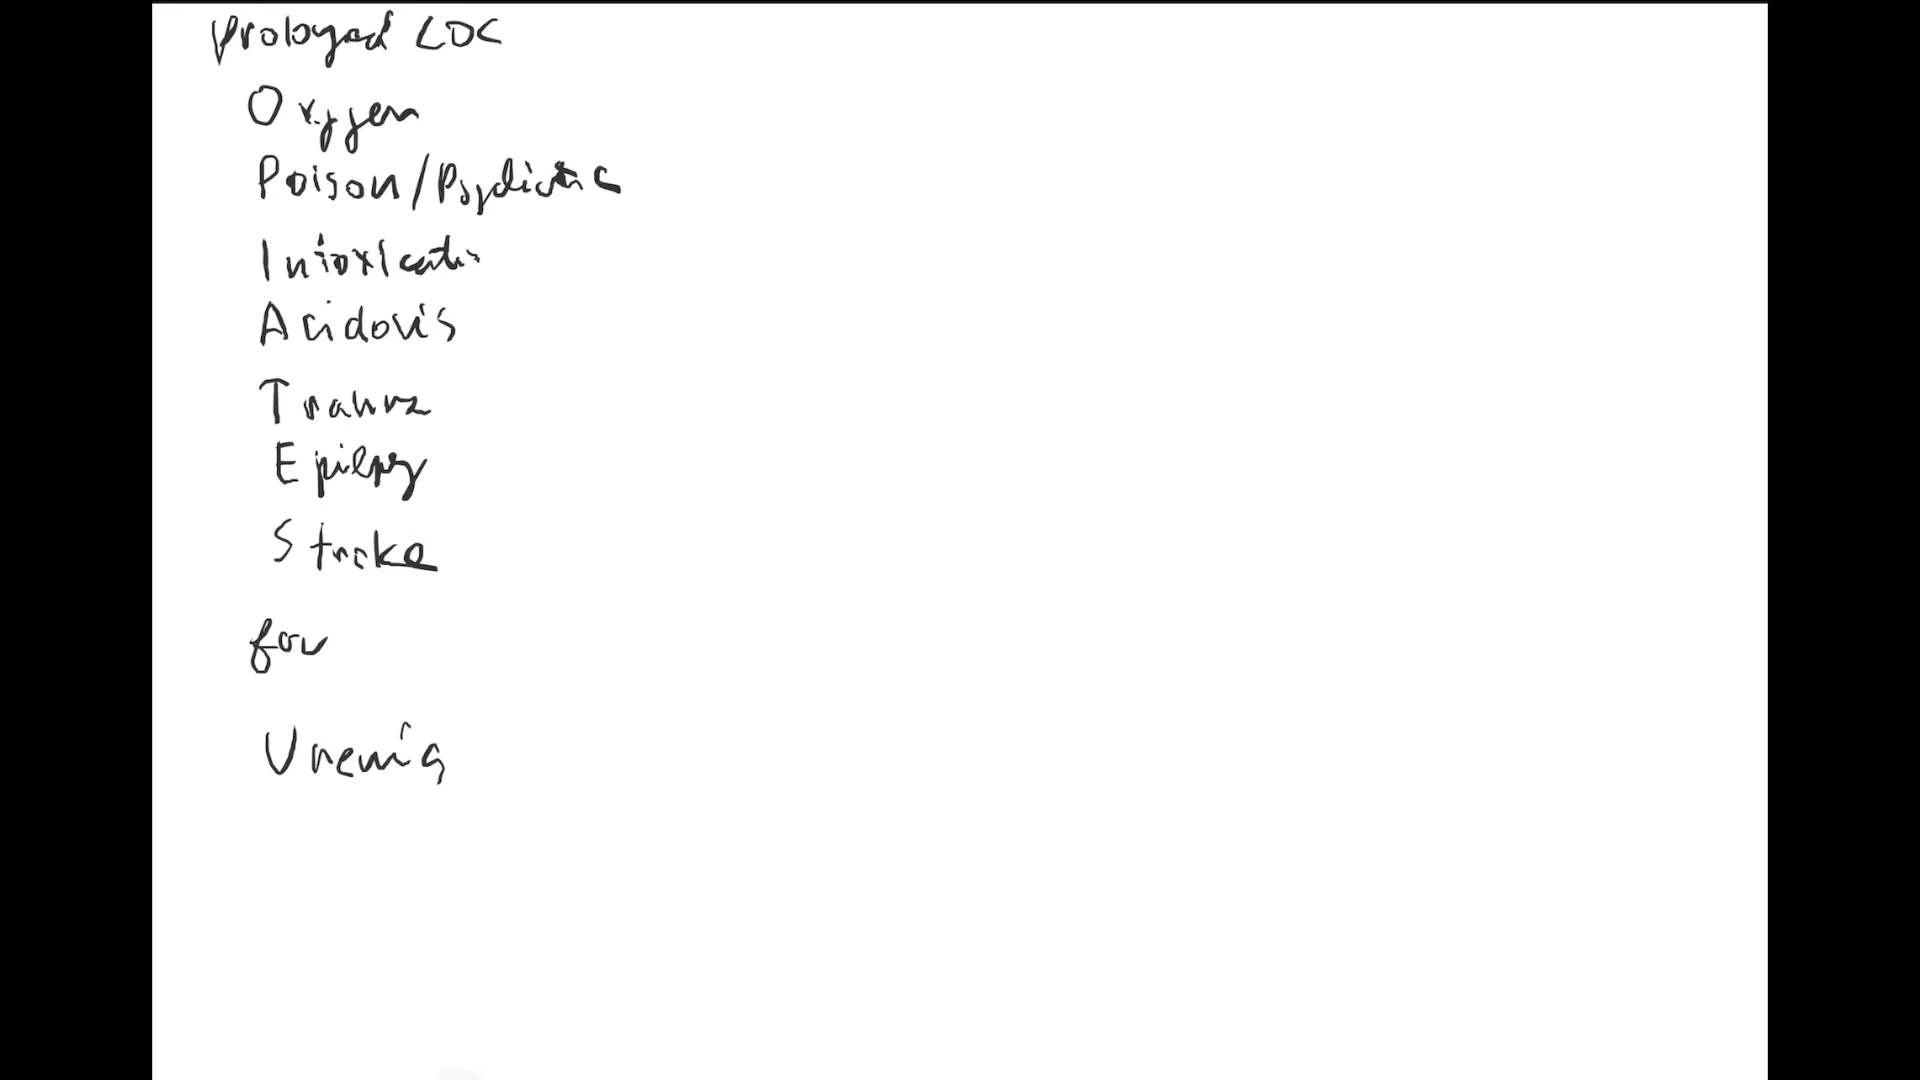 Prolonged LOC
Oxygen
Poison/Psychiatric
Intoxication
Acidosis
Trauma
Epilepsy
Stroke
for
Uremia